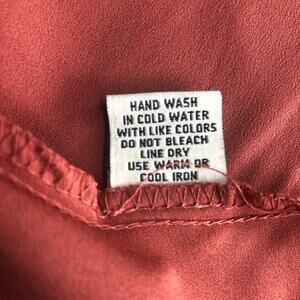 HAND WASH
IN COLD WATER
WITH LIKE COLORS
DO NOT BLEACH
LINE DRY
USE WARM OR
COOL IRON